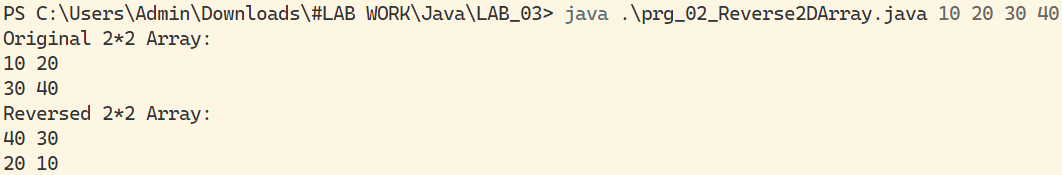 PS C:\Users\Admin\Downloads\#LAB WORK\Java\LAB_03> java .\prg_02_Reverse2DArray.java 10 20 30 40
Original 2*2 Array:
10 20
30 40
Reversed 2*2 Array:
40 30
20 10